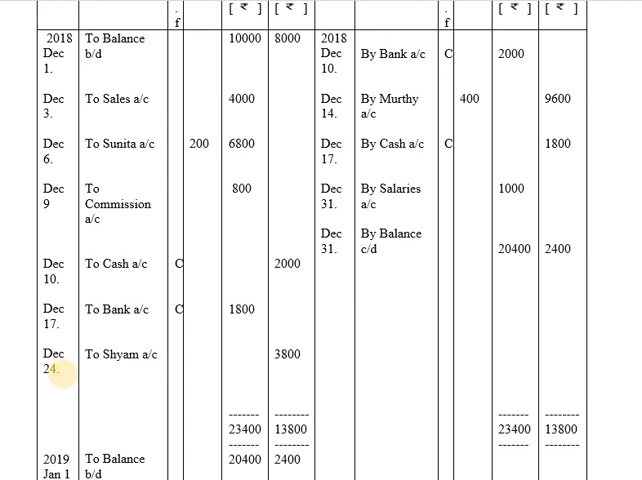 . [ ₹ ] [ ₹ ] . [ ₹ ] [ ₹ ]
f f
2018 To Balance 10000 8000 2018
Dec b/d Dec By Bank a/c C 2000
1. 10.
Dec To Sales a/c 4000 Dec By Murthy 400 9600
3. 14. a/c
Dec To Sunita a/c 200 6800 Dec By Cash a/c C 1800
6. 17.
Dec To 800 Dec By Salaries 1000
9 Commission 31. a/c
a/c
Dec By Balance
31. c/d 20400 2400
Dec To Cash a/c C 2000
10.
Dec To Bank a/c C 1800
17.
Dec To Shyam a/c 3800
24.
------- -------- ------- --------
23400 13800 23400 13800
------- -------- ------- --------
2019 To Balance 20400 2400
Jan 1 b/d